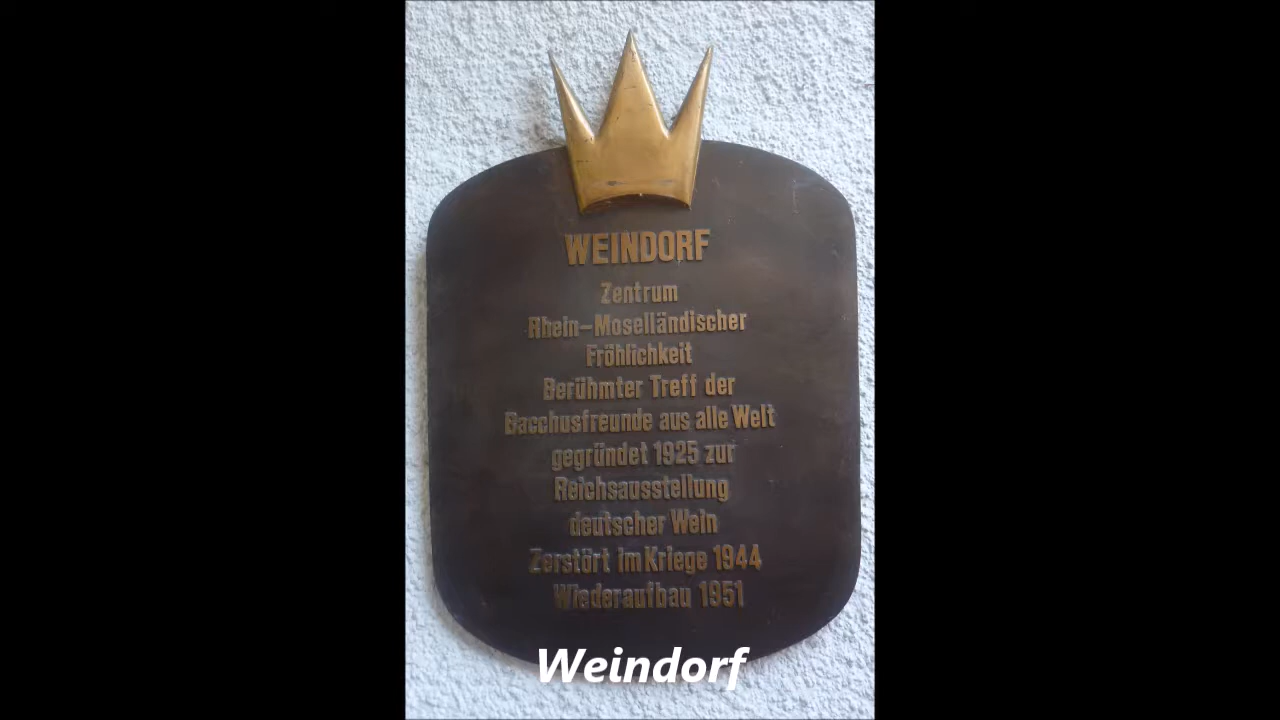 WEINDORF
Zentrum
Rhein-Moselländischer
Fröhlichkeit
Berühmter Treff der
Bacchusfreunde aus alle Welt
gegründet 1925 zur
Reichsausstellung
deutscher Wein
Zerstört im Kriege 1944
Wiederaufbau 1951
Weindorf